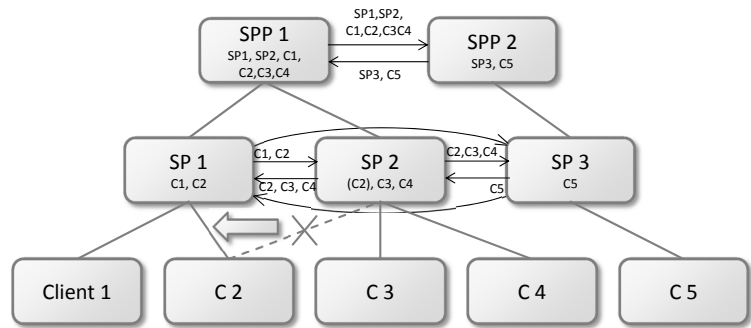 SP1,SP2,
C1,C2,C3C4
SPP 1
SP1, SP2, C1,
C2,C3,C4
SPP 2
SP3, C5
SP3, C5
SP 1
C1, C2
C1, C2
C2, C3, C4
SP 2
(C2), C3, C4
C2,C3,C4
C5
SP 3
C5
Client 1
C 2
C 3
C 4
C 5